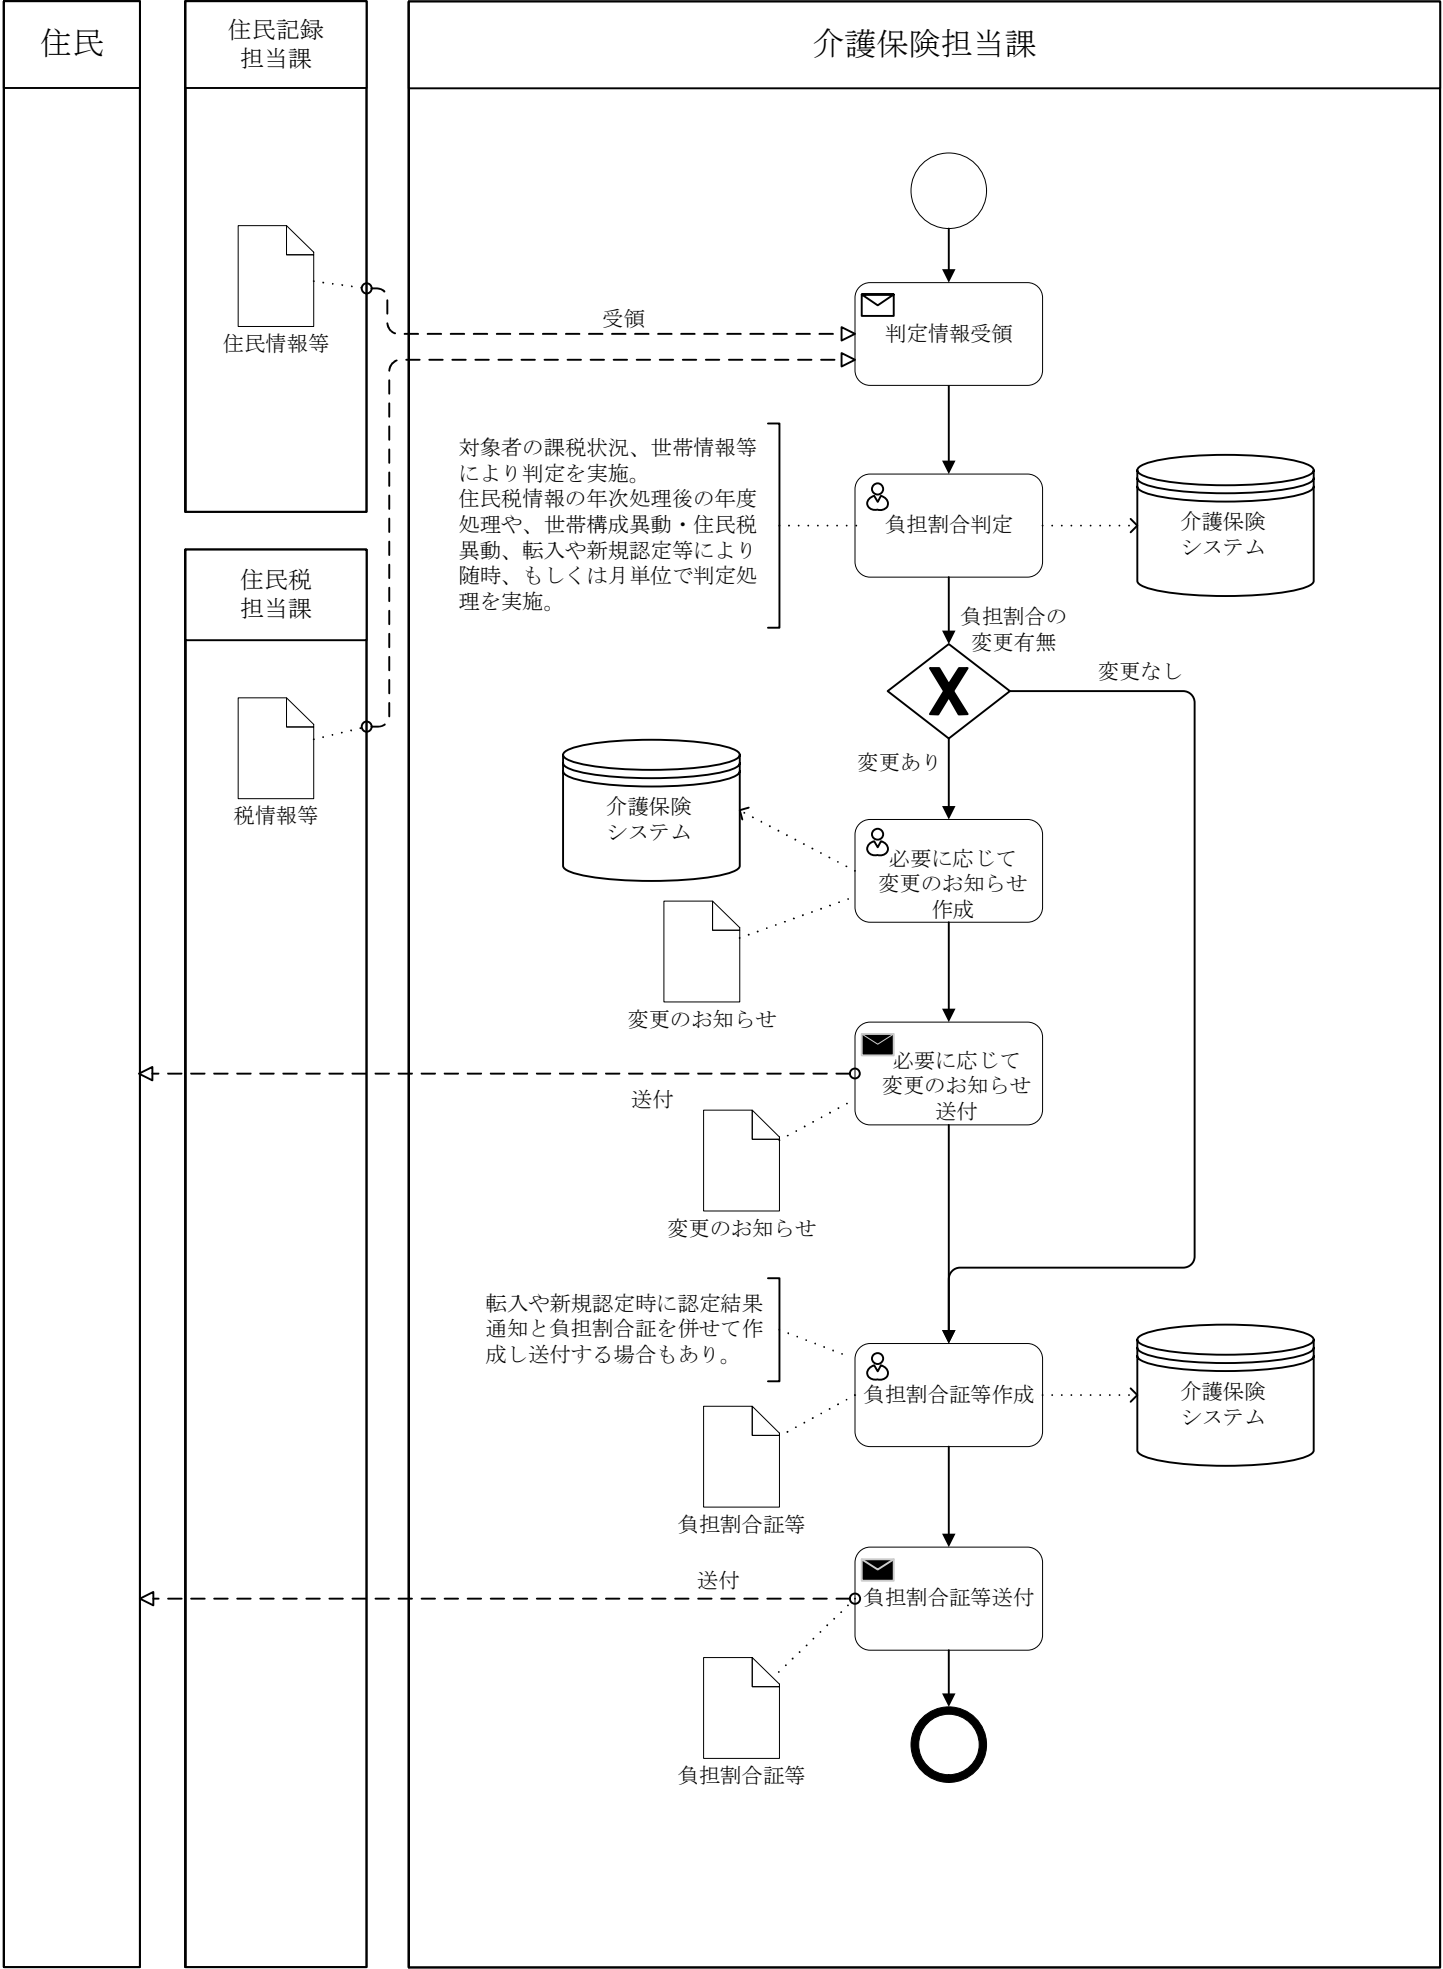 住民
住民記録
担当課
介護保険担当課
住民情報等
受領
判定情報受領
対象者の課税状況、世帯情報等
により判定を実施。
住民税情報の年次処理後の年度
処理や、世帯構成異動・住民税
異動、転入や新規認定等により
随時、もしくは月単位で判定処
理を実施。
負担割合判定
介護保険
システム
住民税
担当課
税情報等
負担割合の
変更有無
変更なし
変更あり
介護保険
システム
必要に応じて
変更のお知らせ
作成
変更のお知らせ
必要に応じて
変更のお知らせ
送付
送付
変更のお知らせ
転入や新規認定時に認定結果
通知と負担割合証を併せて作
成し送付する場合もあり。
負担割合証等作成
介護保険
システム
負担割合証等
送付
負担割合証等送付
負担割合証等